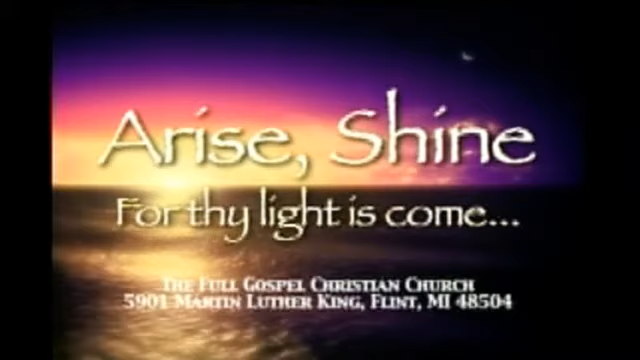 Arise, Shine
For thy light is come...
The Full Gospel Christian Church
5901 Martin Luther King, Flint, MI 48504